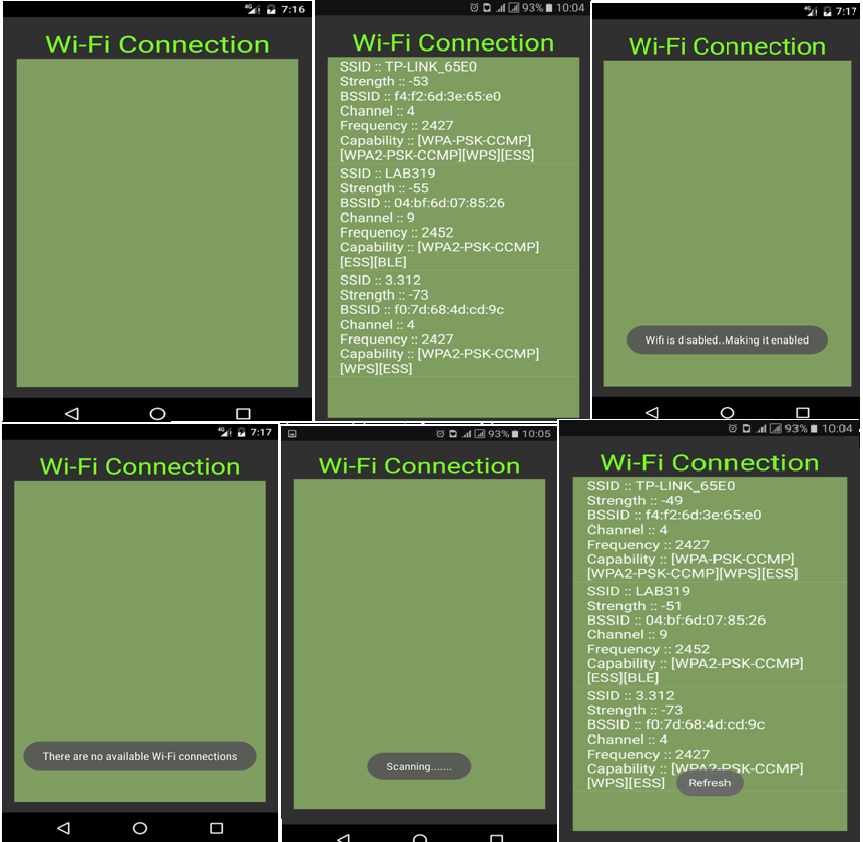 4G 7:16
Wi-Fi Connection
93% 10:04
Wi-Fi Connection
SSID :: TP-LINK_65E0
Strength :: -53
BSSID :: f4:f2:6d:3e:65:e0
Channel :: 4
Frequency :: 2427
Capability :: [WPA-PSK-CCMP]
[WPA2-PSK-CCMP][WPS][ESS]
SSID :: LAB319
Strength :: -55
BSSID :: 04:bf:6d:07:85:26
Channel :: 9
Frequency :: 2452
Capability :: [WPA2-PSK-CCMP]
[ESS][BLE]
SSID :: 3.312
Strength :: -73
BSSID :: f0:7d:68:4d:cd:9c
Channel :: 4
Frequency :: 2427
Capability :: [WPA2-PSK-CCMP]
[WPS][ESS]
4G 7:17
Wi-Fi Connection
Wifi is disabled..Making it enabled
4G 7:17
Wi-Fi Connection
There are no available Wi-Fi connections
93% 10:05
Wi-Fi Connection
Scanning.......
93% 10:04
Wi-Fi Connection
SSID :: TP-LINK_65E0
Strength :: -49
BSSID :: f4:f2:6d:3e:65:e0
Channel :: 4
Frequency :: 2427
Capability :: [WPA-PSK-CCMP]
[WPA2-PSK-CCMP][WPS][ESS]
SSID :: LAB319
Strength :: -51
BSSID :: 04:bf:6d:07:85:26
Channel :: 9
Frequency :: 2452
Capability :: [WPA2-PSK-CCMP]
[ESS][BLE]
SSID :: 3.312
Strength :: -73
BSSID :: f0:7d:68:4d:cd:9c
Channel :: 4
Frequency :: 2427
Capability :: [WPA2-PSK-CCMP]
[WPS][ESS]
Refresh